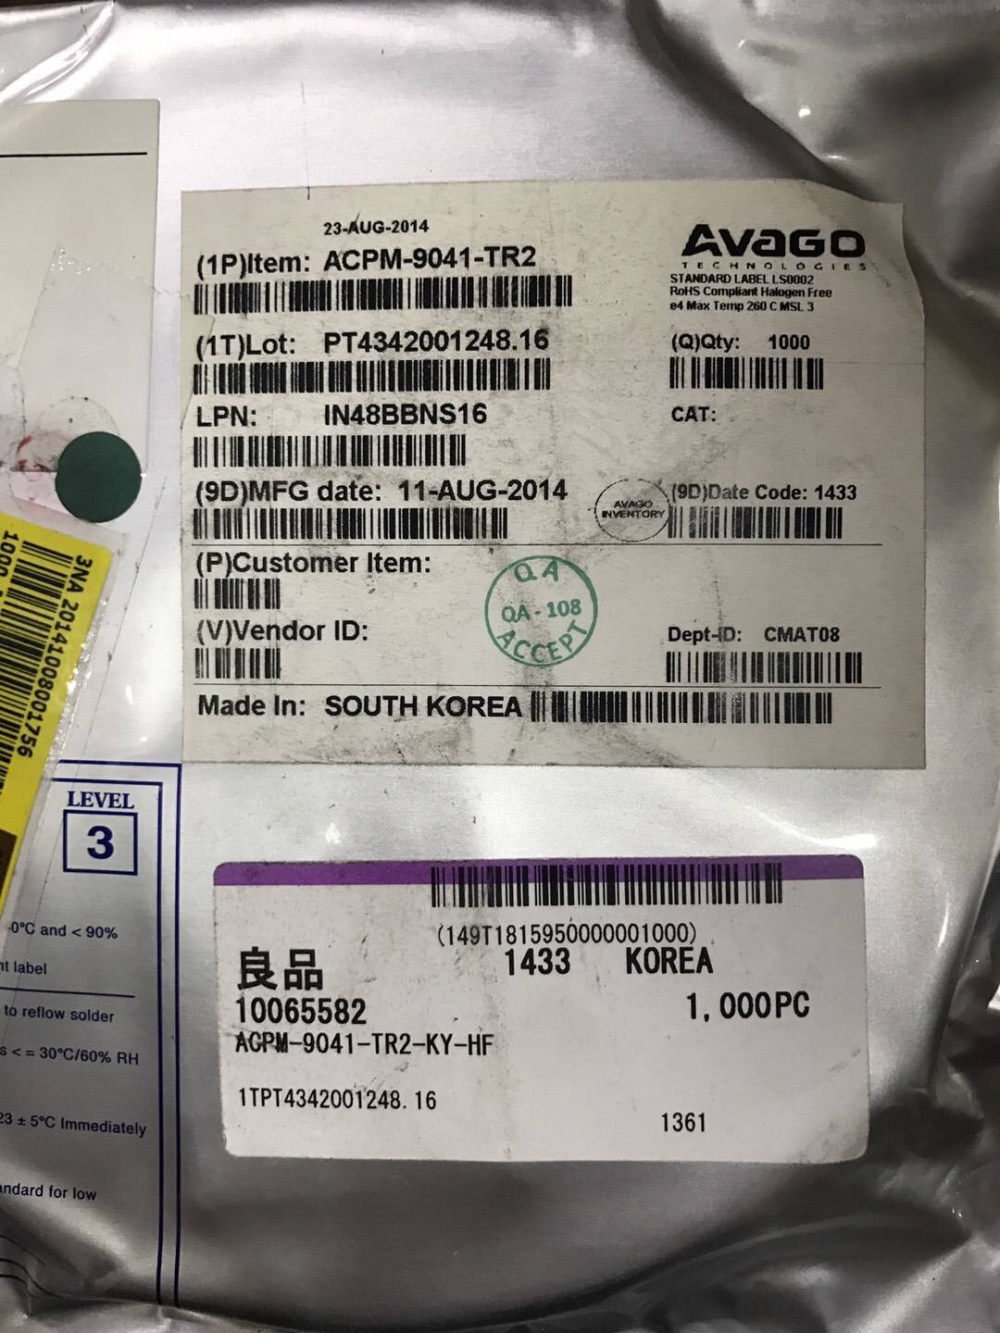 23-AUG-2014
(1P)Item: ACPM-9041-TR2
AVAGO
TECHNOLOGIES
STANDARD LABEL LS0002
RoHS Compliant Halogen Free
e4 Max Temp 260 C MSL 3
(1T)Lot: PT4342001248.16
(Q)Qty: 1000
LPN: IN48BBNS16
CAT:
(9D)MFG date: 11-AUG-2014
AVAGO
INVENTORY
(9D)Date Code: 1433
(P)Customer Item:
QA
QA-108
ACCEPT
(V)Vendor ID:
Dept-ID: CMAT08
Made In: SOUTH KOREA
3NA 20141008001756
1000
LEVEL
3
0°C and < 90%
nt label
to reflow solder
s <= 30°C/60% RH
23 ± 5°C Immediately
andard for low
(149T1815950000001000)
良品 1433 KOREA
10065582 1,000PC
ACPM-9041-TR2-KY-HF
1TPT4342001248.16
1361